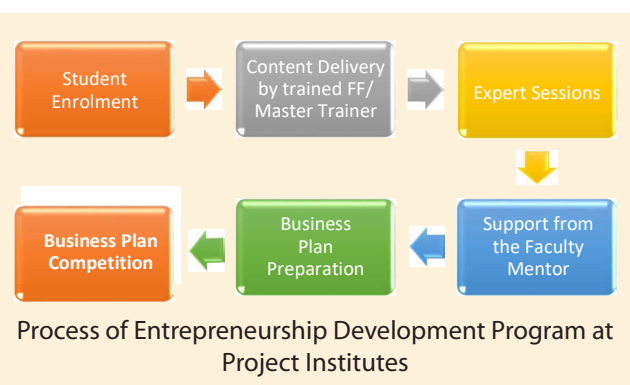 Student
Enrolment
Content Delivery
by trained FF/
Master Trainer
Expert Sessions
Support from
the Faculty
Mentor
Business
Plan
Preparation
Business Plan
Competition
Process of Entrepreneurship Development Program at
Project Institutes